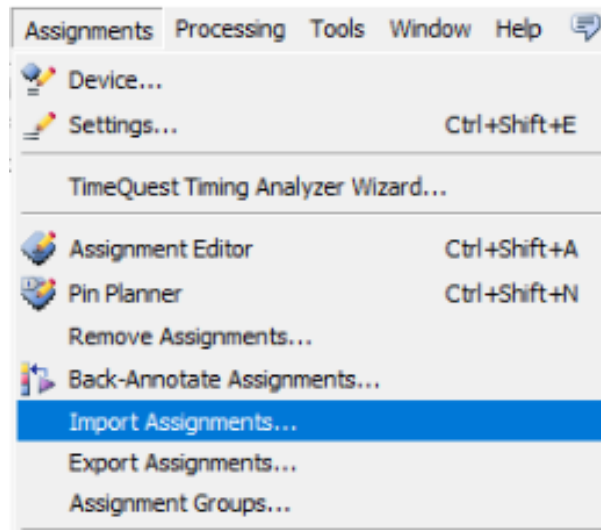 Assignments Processing Tools Window Help
Device...
Settings... Ctrl+Shift+E
TimeQuest Timing Analyzer Wizard...
Assignment Editor Ctrl+Shift+A
Pin Planner Ctrl+Shift+N
Remove Assignments...
Back-Annotate Assignments...
Import Assignments...
Export Assignments...
Assignment Groups...